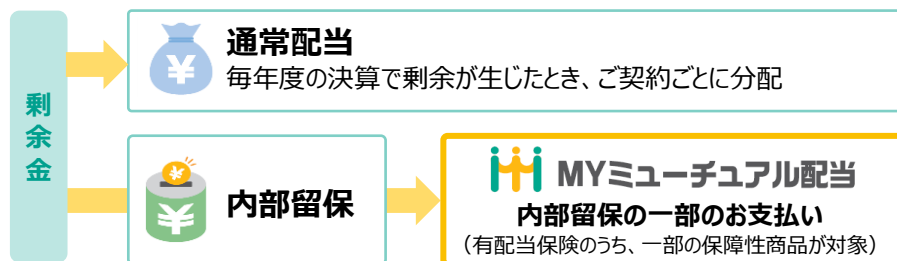 剰余金
通常配当
毎年度の決算で剰余が生じたとき、ご契約ごとに分配
内部留保
MYミューチュアル配当
内部留保の一部のお支払い
（有配当保険のうち、一部の保障性商品が対象）
¥
¥
¥